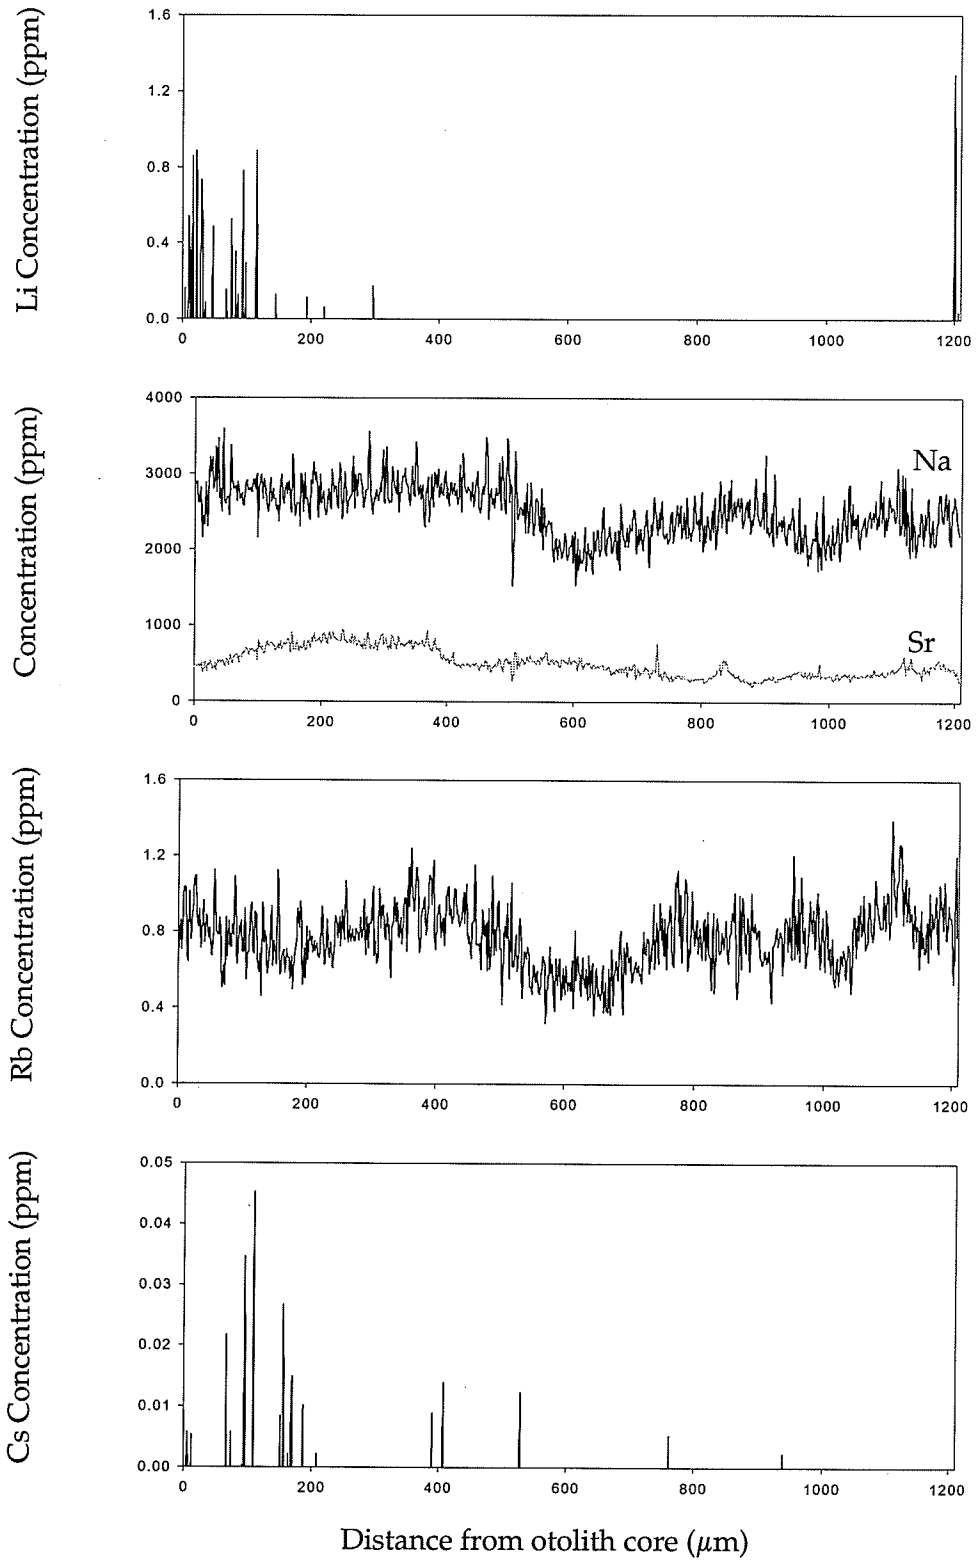 Li Concentration (ppm)
1.6
1.2
0.8
0.4
0.0
0 200 400 600 800 1000 1200
Concentration (ppm)
4000
3000
2000
1000
0
Na
Sr
0 200 400 600 800 1000 1200
Rb Concentration (ppm)
1.6
1.2
0.8
0.4
0.0
0 200 400 600 800 1000 1200
Cs Concentration (ppm)
0.05
0.04
0.03
0.02
0.01
0.00
0 200 400 600 800 1000 1200
Distance from otolith core (μm)